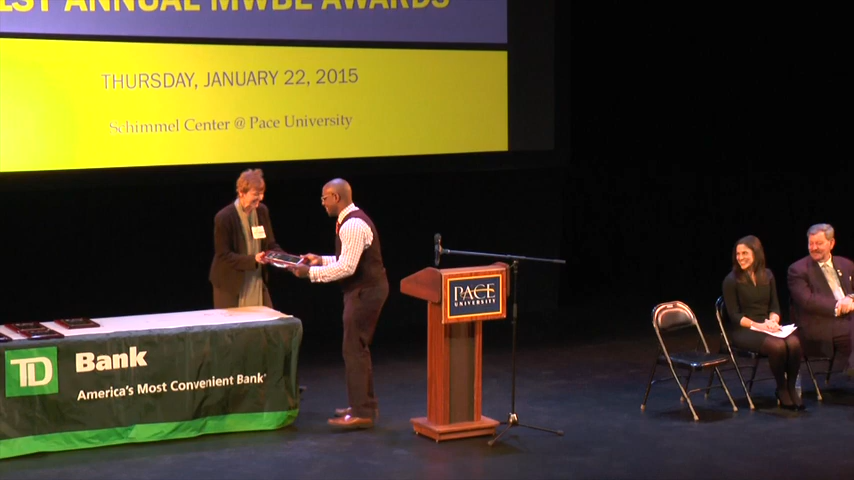 1ST ANNUAL MWBE AWARDS
THURSDAY, JANUARY 22, 2015
Schimmel Center @ Pace University
PACE
UNIVERSITY
TD Bank
America's Most Convenient Bank®